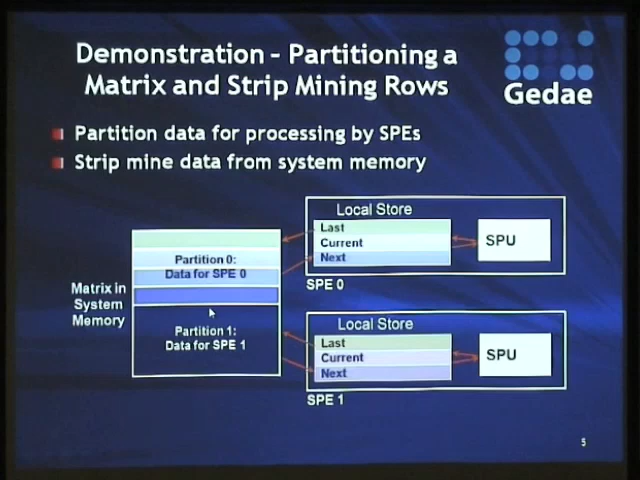 Demonstration – Partitioning a
Matrix and Strip Mining Rows
Gedae
Partition data for processing by SPEs
Strip mine data from system memory
Matrix in
System
Memory
Partition 0:
Data for SPE 0
Partition 1:
Data for SPE 1
Local Store
Last
Current
Next
SPU
SPE 0
Local Store
Last
Current
Next
SPU
SPE 1
5